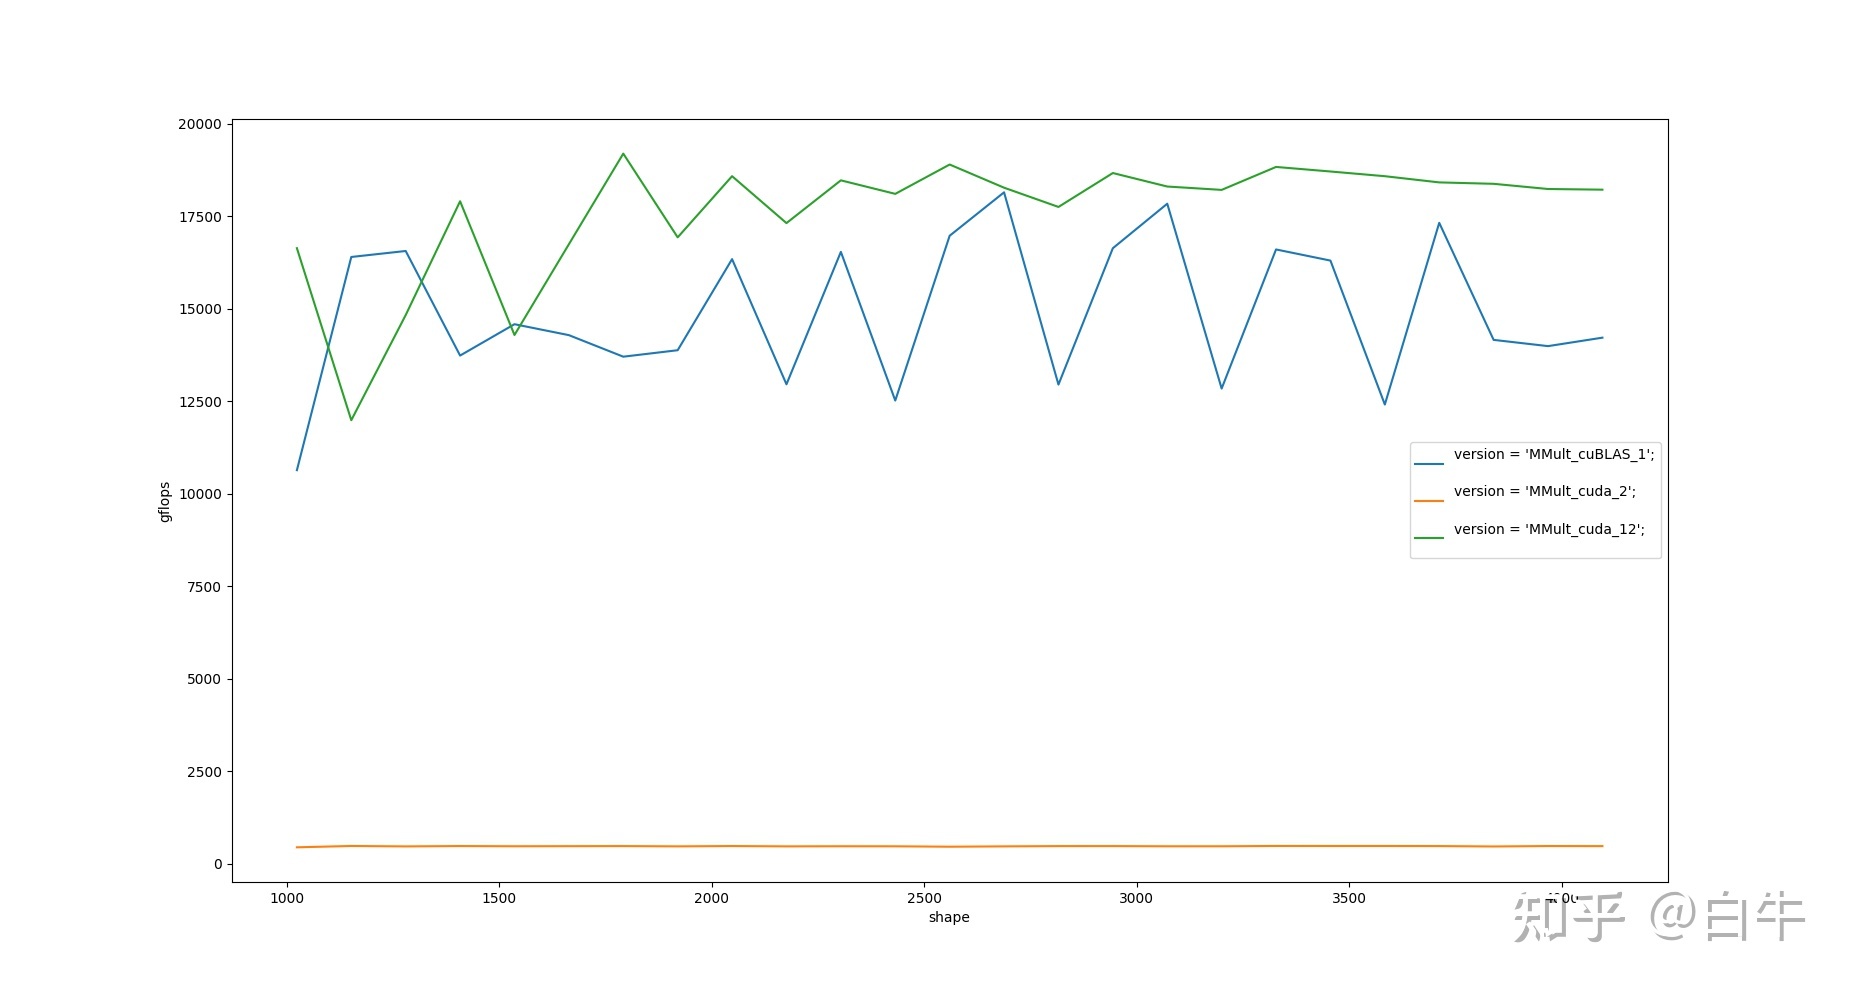 20000
17500
15000
12500
10000
7500
5000
2500
0
gflops
version = 'MMult_cuBLAS_1';
version = 'MMult_cuda_2';
version = 'MMult_cuda_12';
1000 1500 2000 2500 3000 3500 4000
shape
知乎 @白牛